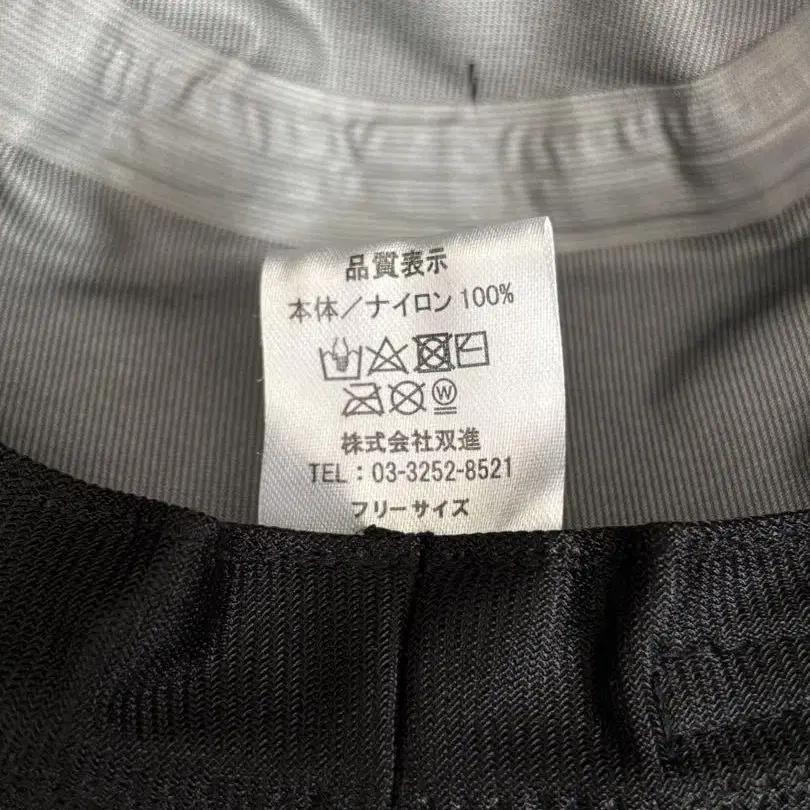 品質表示
本体／ナイロン 100%
W
株式会社双進
TEL：03-3252-8521
フリーサイズ